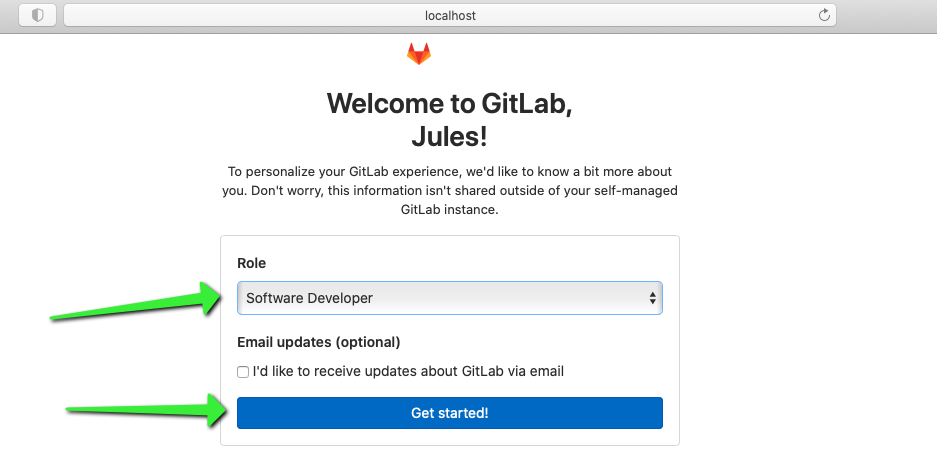 localhost
Welcome to GitLab,
Jules!
To personalize your GitLab experience, we'd like to know a bit more about
you. Don't worry, this information isn't shared outside of your self-managed
GitLab instance.
Role
Software Developer
Email updates (optional)
I'd like to receive updates about GitLab via email
Get started!